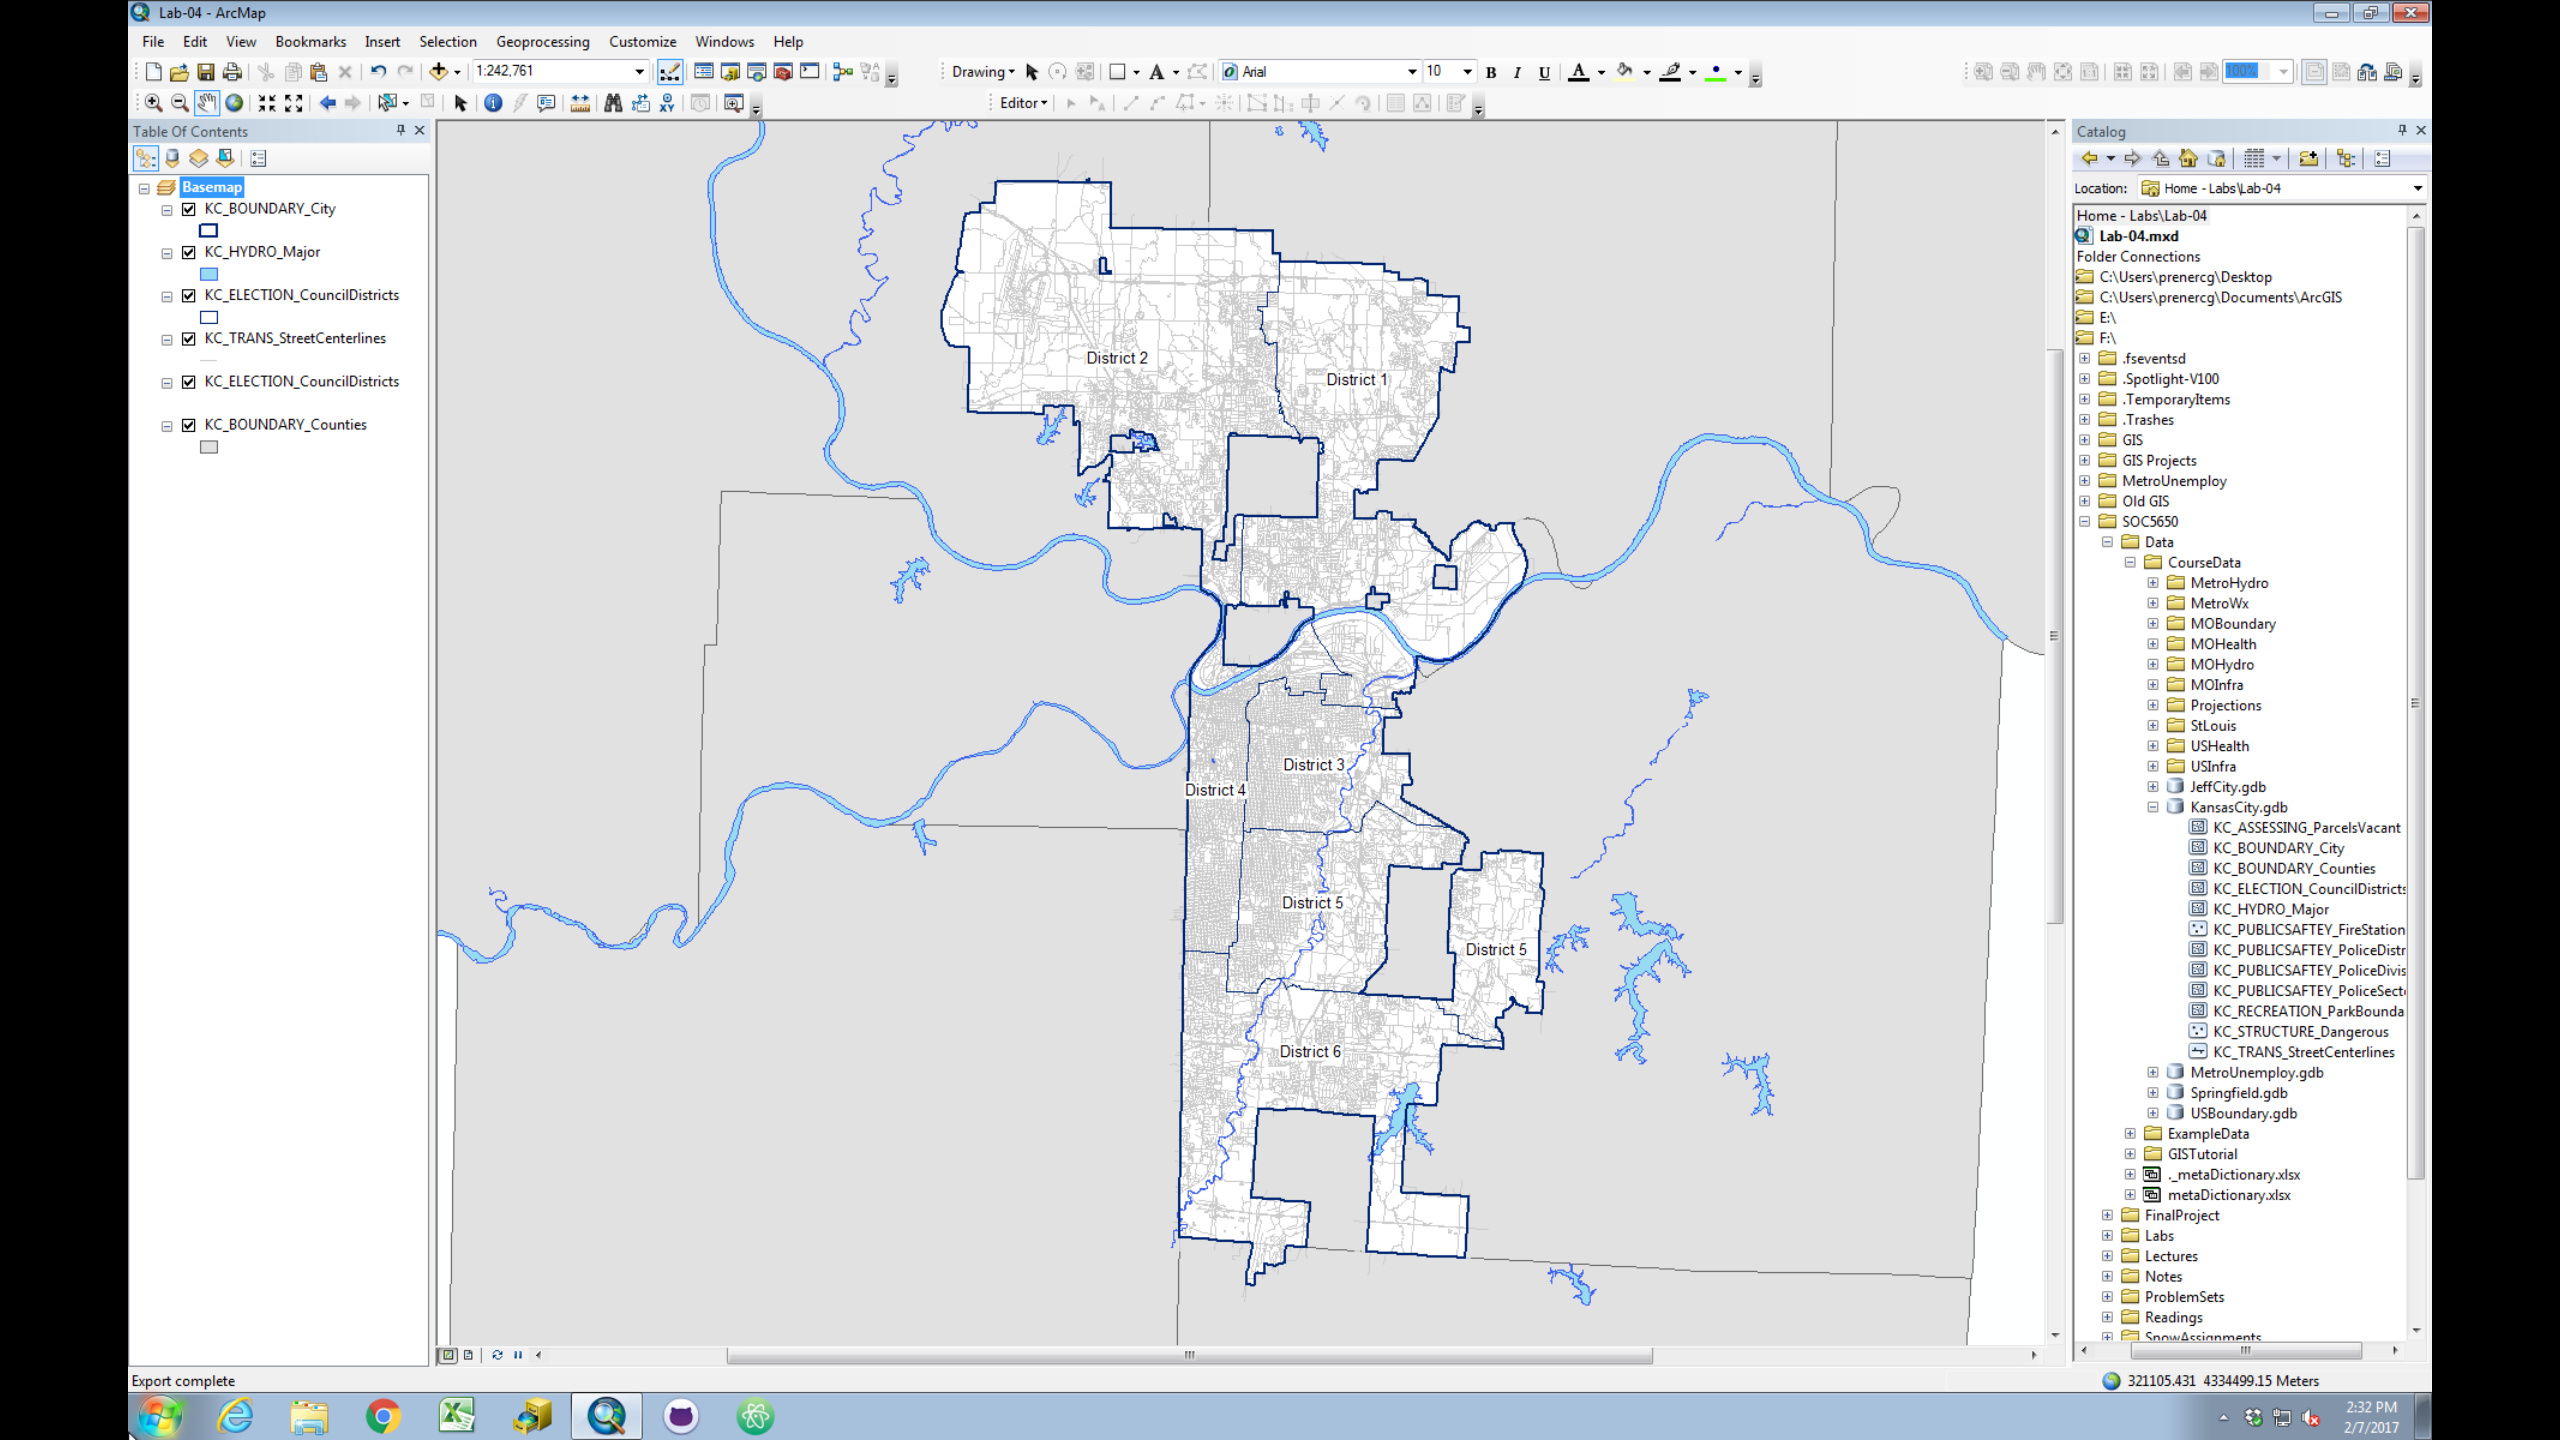 Lab-04 - ArcMap
File Edit View Bookmarks Insert Selection Geoprocessing Customize Windows Help
1:242,761
Drawing
A
Arial
10
B I U A
100%
XY
Editor
Table Of Contents
Basemap
KC_BOUNDARY_City
KC_HYDRO_Major
KC_ELECTION_CouncilDistricts
KC_TRANS_StreetCenterlines
KC_ELECTION_CouncilDistricts
KC_BOUNDARY_Counties
District 2
District 1
District 3
District 4
District 5
District 5
District 6
Catalog
Location: Home - Labs\Lab-04
Home - Labs\Lab-04
Lab-04.mxd
Folder Connections
C:\Users\prenercg\Desktop
C:\Users\prenercg\Documents\ArcGIS
E:\
F:\
.fseventsd
.Spotlight-V100
.TemporaryItems
.Trashes
GIS
GIS Projects
MetroUnemploy
Old GIS
SOC5650
Data
CourseData
MetroHydro
MetroWx
MOBoundary
MOHealth
MOHydro
MOInfra
Projections
StLouis
USHealth
USInfra
JeffCity.gdb
KansasCity.gdb
KC_ASSESSING_ParcelsVacant
KC_BOUNDARY_City
KC_BOUNDARY_Counties
KC_ELECTION_CouncilDistricts
KC_HYDRO_Major
KC_PUBLICSAFTEY_FireStation
KC_PUBLICSAFTEY_PoliceDistr
KC_PUBLICSAFTEY_PoliceDivis
KC_PUBLICSAFTEY_PoliceSect
KC_RECREATION_ParkBounda
KC_STRUCTURE_Dangerous
KC_TRANS_StreetCenterlines
MetroUnemploy.gdb
Springfield.gdb
USBoundary.gdb
ExampleData
GISTutorial
._metaDictionary.xlsx
metaDictionary.xlsx
FinalProject
Labs
Lectures
Notes
ProblemSets
Readings
SnowAssignments
Export complete
321105.431 4334499.15 Meters
2:32 PM
2/7/2017